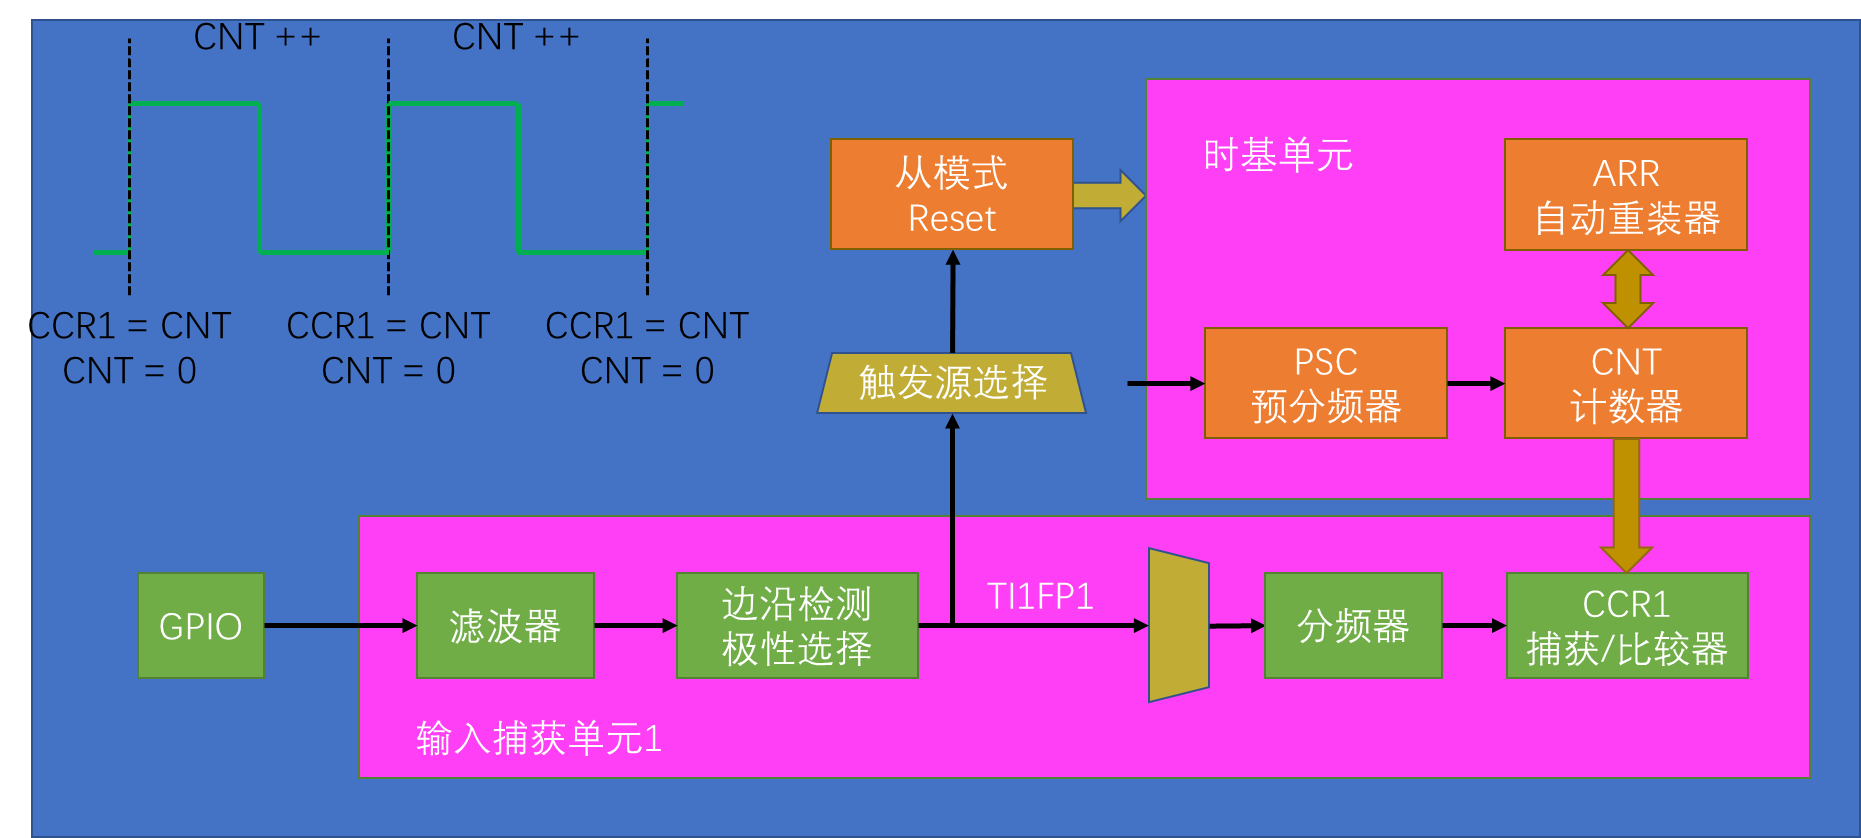 CNT ++
CNT ++
CCR1 = CNT
CNT = 0
CCR1 = CNT
CNT = 0
CCR1 = CNT
CNT = 0
从模式
Reset
触发源选择
时基单元
ARR
自动重装器
PSC
预分频器
CNT
计数器
GPIO
滤波器
边沿检测
极性选择
TI1FP1
分频器
CCR1
捕获/比较器
输入捕获单元1